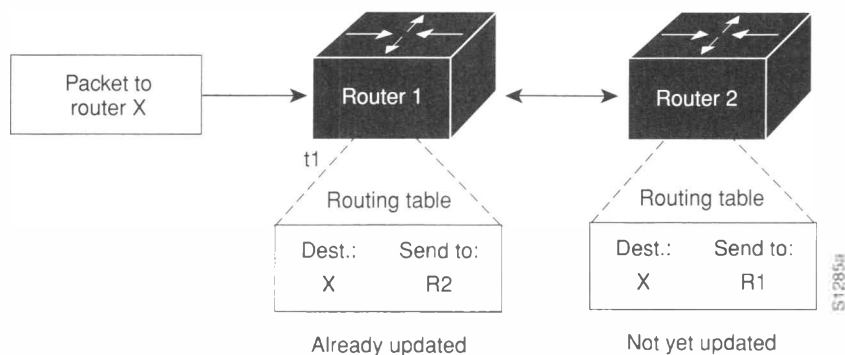 Packet to
router X
Router 1
Router 2
t1
Routing table
Dest.: Send to:
X R2
Already updated
Routing table
Dest.: Send to:
X R1
Not yet updated
S1285a